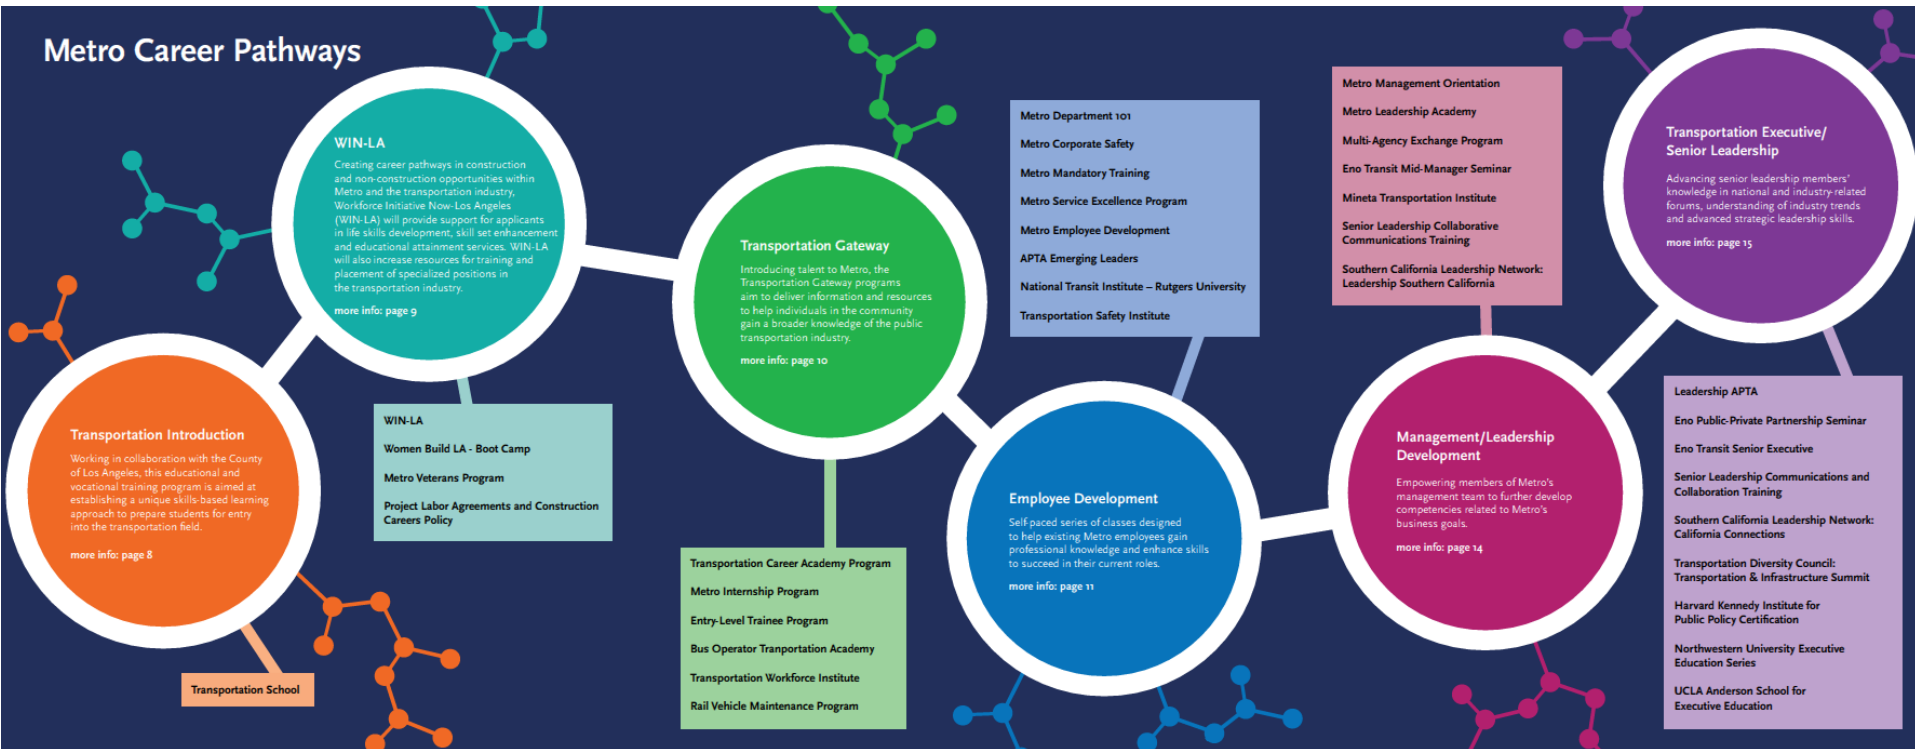 Metro Career Pathways
Transportation Introduction
Working in collaboration with the County
of Los Angeles, this educational and
vocational training program is aimed at
establishing a unique skills-based learning
approach to prepare students for entry
into the transportation field.
more info: page 8
Transportation School
WIN-LA
Creating career pathways in construction
and non-construction opportunities within
Metro and the transportation industry,
Workforce Initiative Now-Los Angeles
(WIN-LA) will provide support for applicants
in life skills development, skill set enhancement
and educational attainment services. WIN-LA
will also increase resources for training and
placement of specialized positions in
the transportation industry.
more info: page 9
WIN-LA
Women Build LA - Boot Camp
Metro Veterans Program
Project Labor Agreements and Construction
Careers Policy
Transportation Gateway
Introducing talent to Metro, the
Transportation Gateway programs
aim to deliver information and resources
to help individuals in the community
gain a broader knowledge of the public
transportation industry.
more info: page 10
Transportation Career Academy Program
Metro Internship Program
Entry-Level Trainee Program
Bus Operator Tranportation Academy
Transportation Workforce Institute
Rail Vehicle Maintenance Program
Metro Department 101
Metro Corporate Safety
Metro Mandatory Training
Metro Service Excellence Program
Metro Employee Development
APTA Emerging Leaders
National Transit Institute – Rutgers University
Transportation Safety Institute
Employee Development
Self-paced series of classes designed
to help existing Metro employees gain
professional knowledge and enhance skills
to succeed in their current roles.
more info: page 11
Metro Management Orientation
Metro Leadership Academy
Multi-Agency Exchange Program
Eno Transit Mid-Manager Seminar
Mineta Transportation Institute
Senior Leadership Collaborative
Communications Training
Southern California Leadership Network:
Leadership Southern California
Management/Leadership
Development
Empowering members of Metro's
management team to further develop
competencies related to Metro's
business goals.
more info: page 14
Transportation Executive/
Senior Leadership
Advancing senior leadership members'
knowledge in national and industry-related
forums, understanding of industry trends
and advanced strategic leadership skills.
more info: page 15
Leadership APTA
Eno Public-Private Partnership Seminar
Eno Transit Senior Executive
Senior Leadership Communications and
Collaboration Training
Southern California Leadership Network:
California Connections
Transportation Diversity Council:
Transportation & Infrastructure Summit
Harvard Kennedy Institute for
Public Policy Certification
Northwestern University Executive
Education Series
UCLA Anderson School for
Executive Education